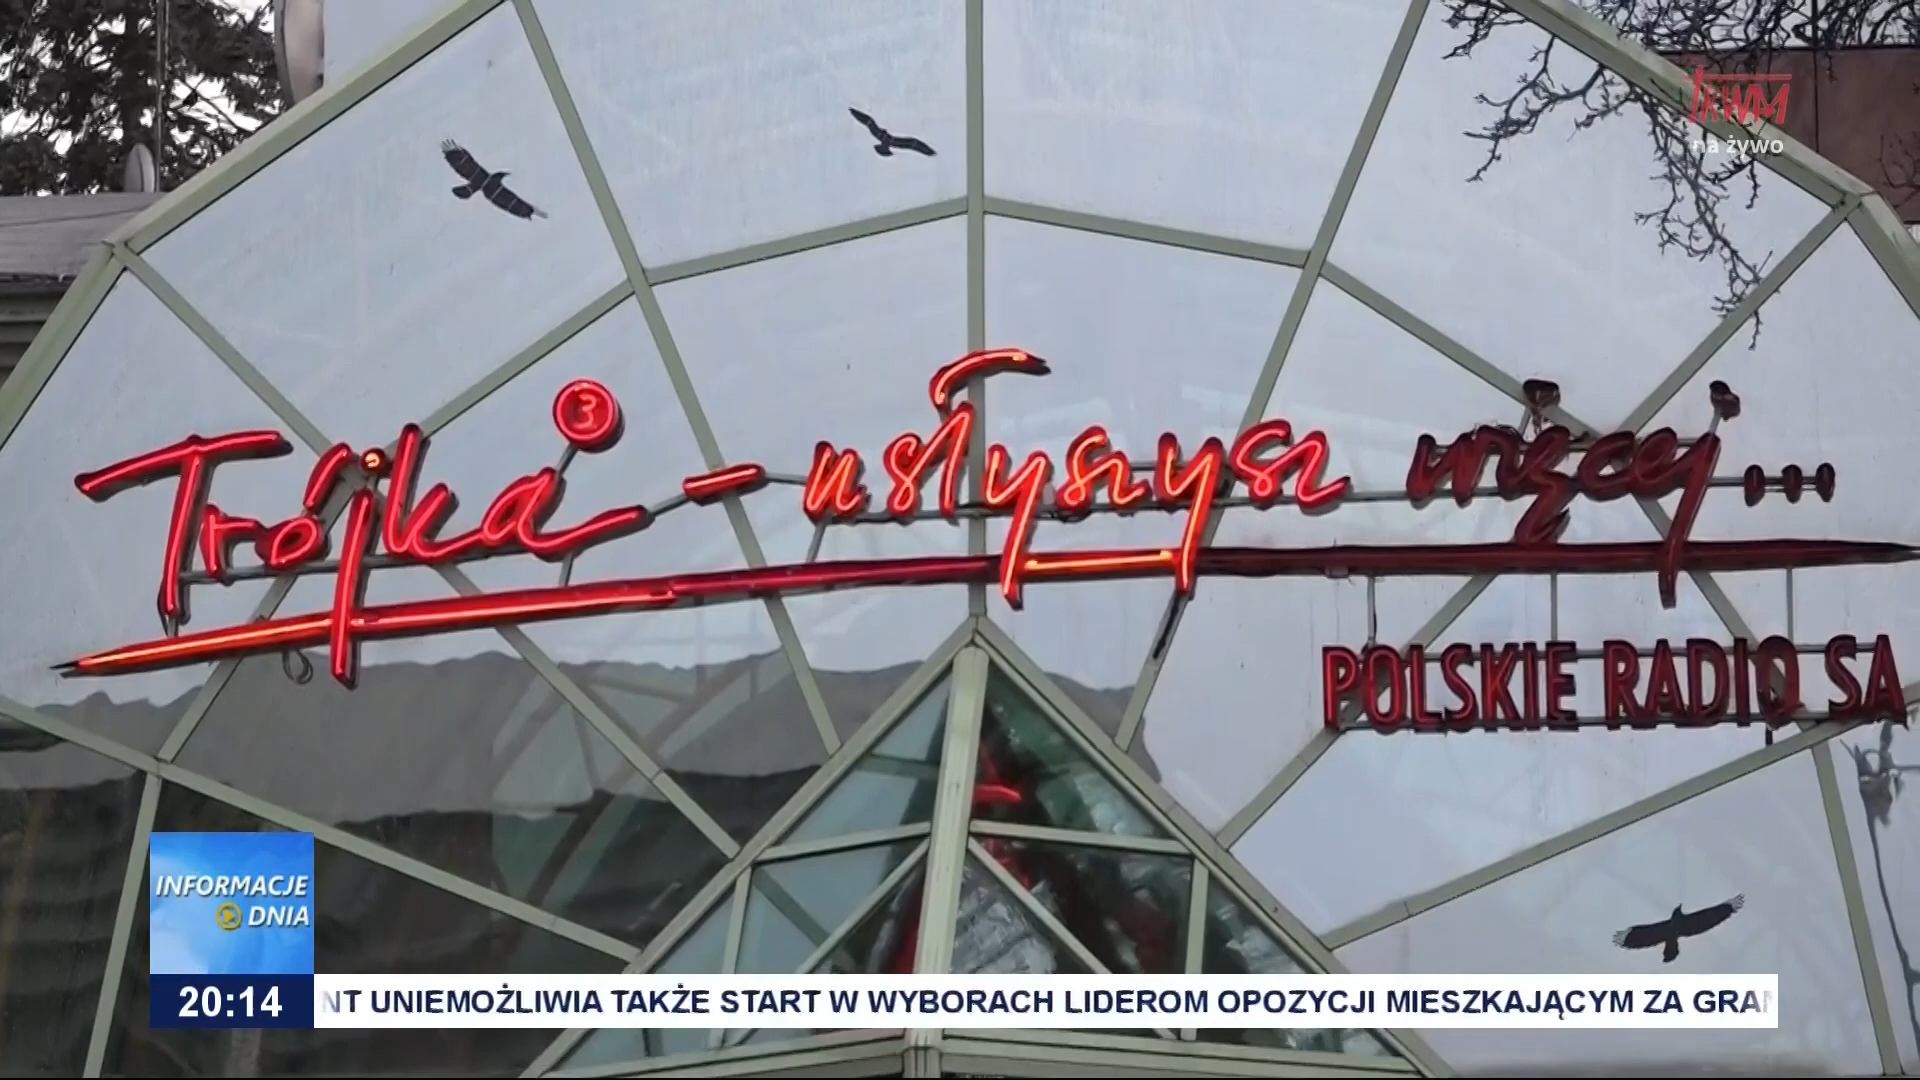 TRWM
na żywo
3
Trójka - usłyszysz więcej...
POLSKIE RADIO SA
INFORMACJE
DNIA
20:14
NT UNIEMOŻLIWIA TAKŻE START W WYBORACH LIDEROM OPOZYCJI MIESZKAJĄCYM ZA GRAN